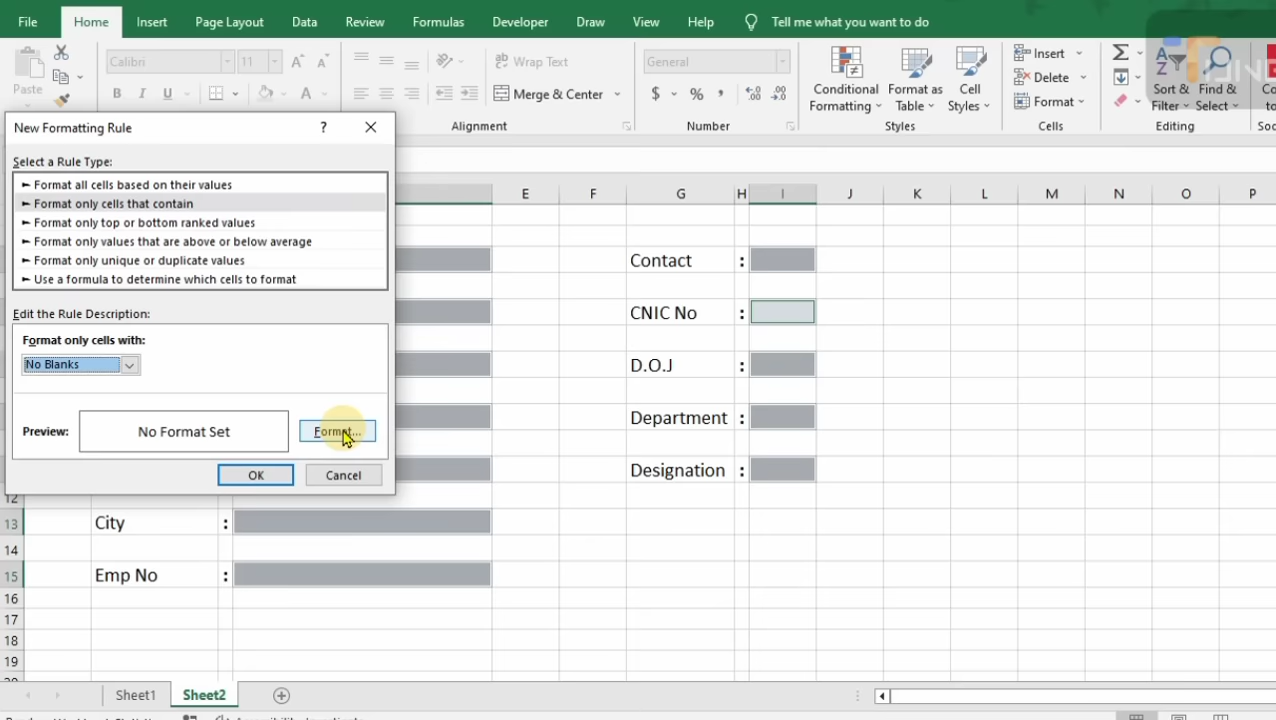 File Home Insert Page Layout Data Review Formulas Developer Draw View Help Tell me what you want to do
Paste
Calibri 11 A A
B I U A
ab Wrap Text
Merge & Center
General
$ % ,
Conditional Formatting
Format as Table
Cell Styles
Insert
Delete
Format
Sort & Filter
Find & Select
Alignment Number Styles Cells Editing
New Formatting Rule ? X
Select a Rule Type:
► Format all cells based on their values
► Format only cells that contain
► Format only top or bottom ranked values
► Format only values that are above or below average
► Format only unique or duplicate values
► Use a formula to determine which cells to format
Edit the Rule Description:
Format only cells with:
No Blanks
Preview: No Format Set Format...
OK Cancel
E F G H I J K L M N O P
Contact :
CNIC No :
D.O.J :
Department :
Designation :
12
13 City :
14
15 Emp No :
16
17
18
19
Sheet1 Sheet2